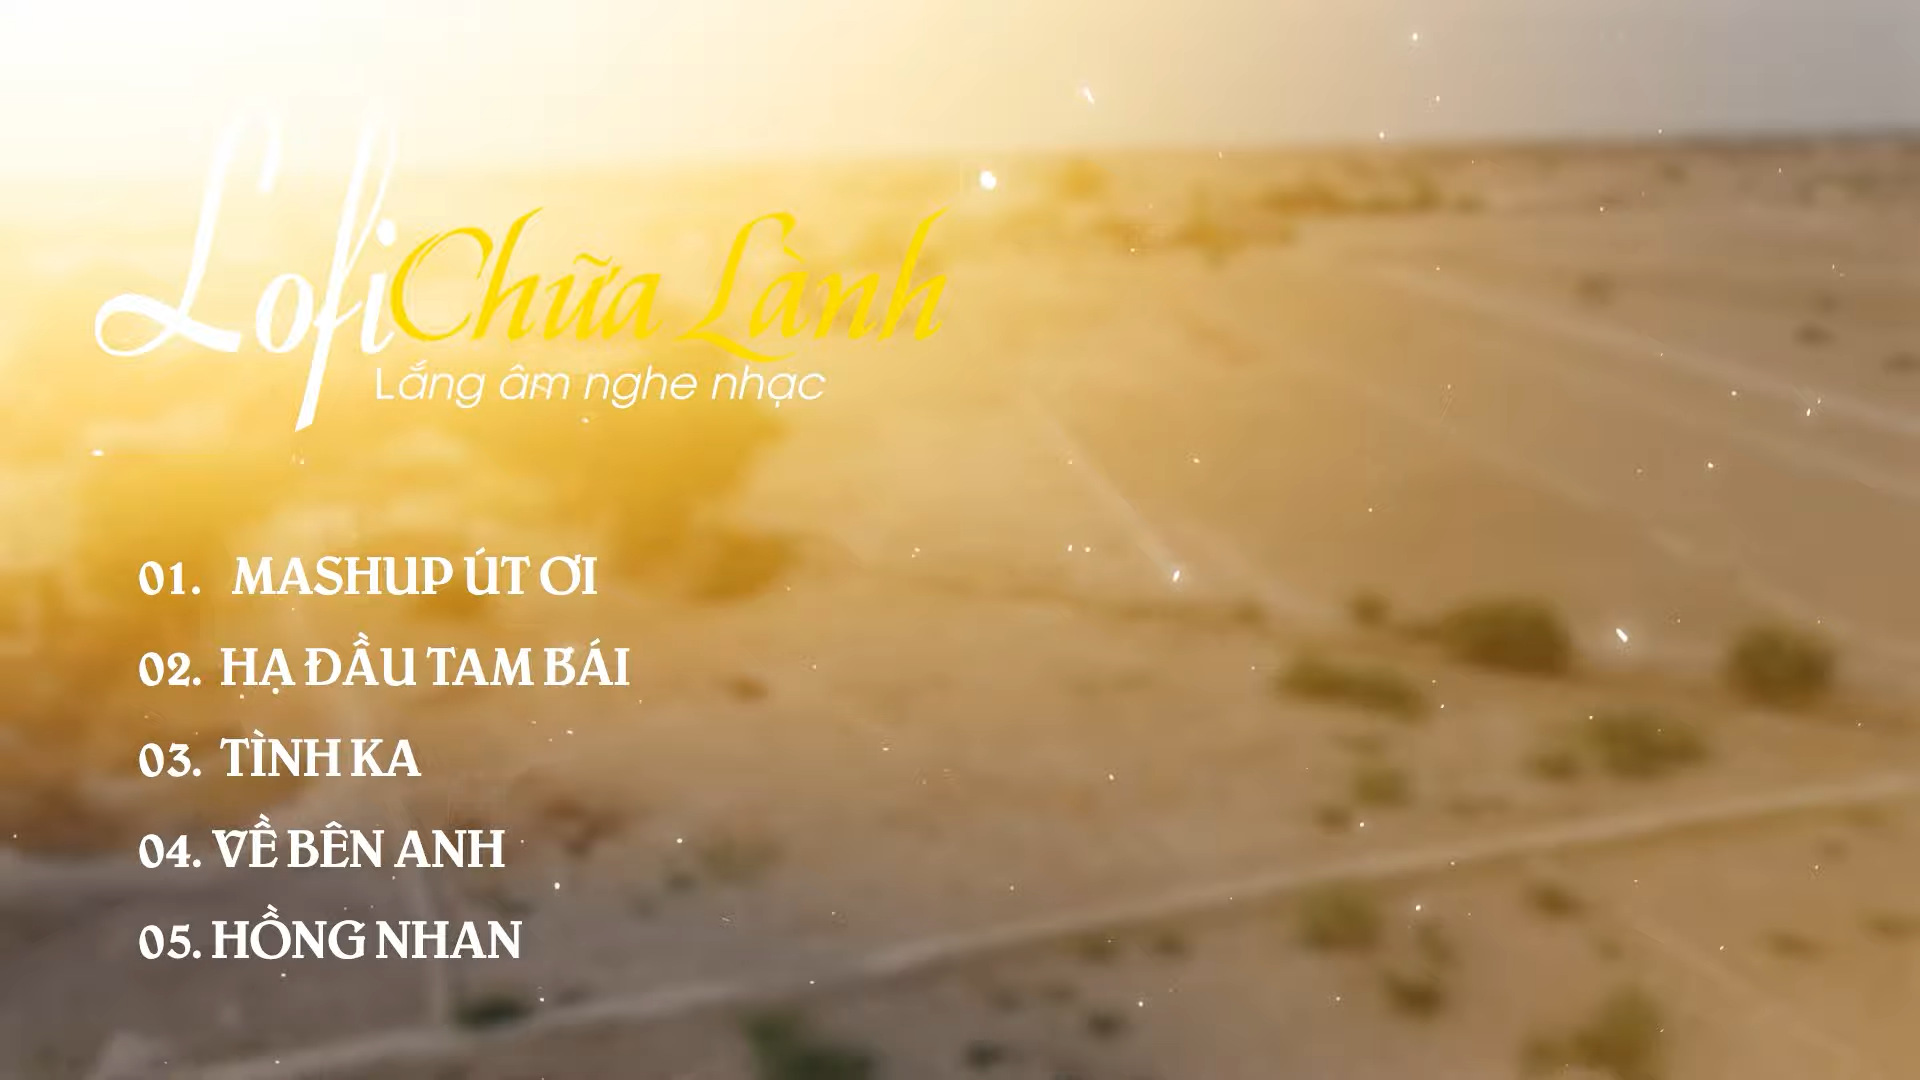 Lofi Chữa Lành
Lắng âm nghe nhạc
01. MASHUP ÚT ƠI
02. HẠ ĐẦU TAM BÁI
03. TÌNH KA
04. VỀ BÊN ANH
05. HỒNG NHAN